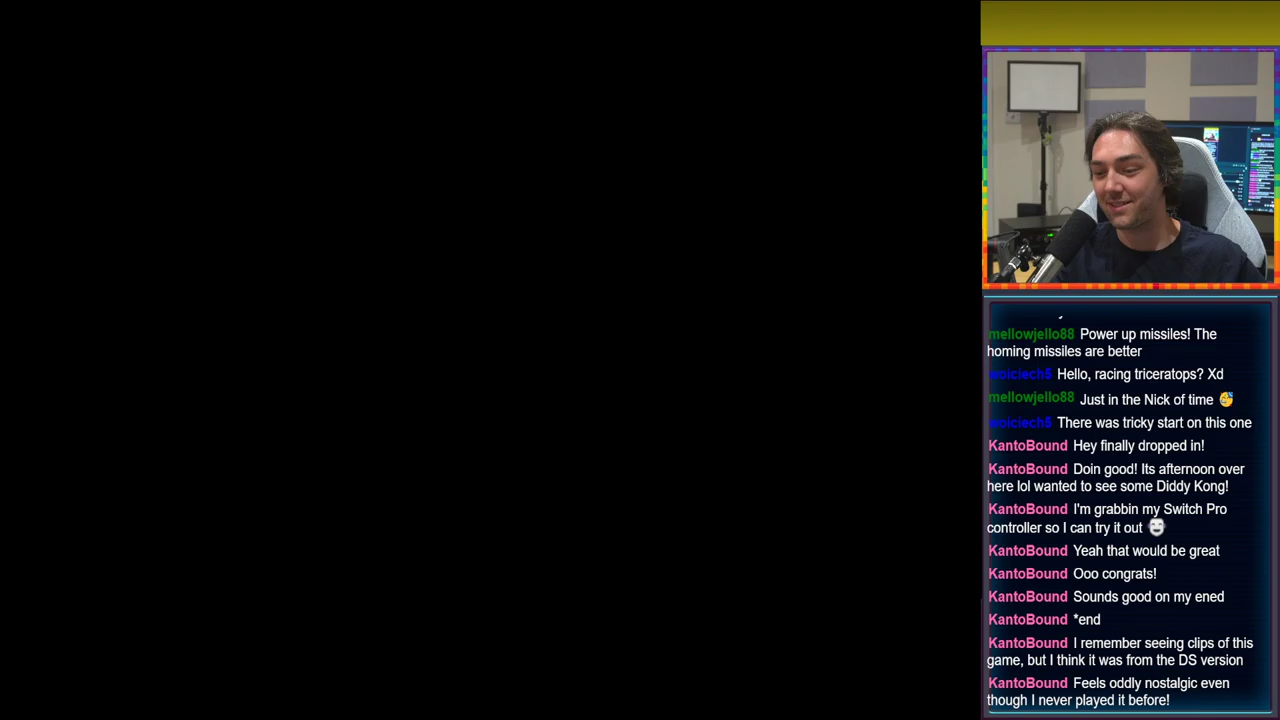 mellowjello88 Power up missiles! The
homing missiles are better
woiciech5 Hello, racing triceratops? Xd
mellowjello88 Just in the Nick of time 😅
woiciech5 There was tricky start on this one
KantoBound Hey finally dropped in!
KantoBound Doin good! Its afternoon over
here lol wanted to see some Diddy Kong!
KantoBound I'm grabbin my Switch Pro
controller so I can try it out
KantoBound Yeah that would be great
KantoBound Ooo congrats!
KantoBound Sounds good on my ened
KantoBound *end
KantoBound I remember seeing clips of this
game, but I think it was from the DS version
KantoBound Feels oddly nostalgic even
though I never played it before!